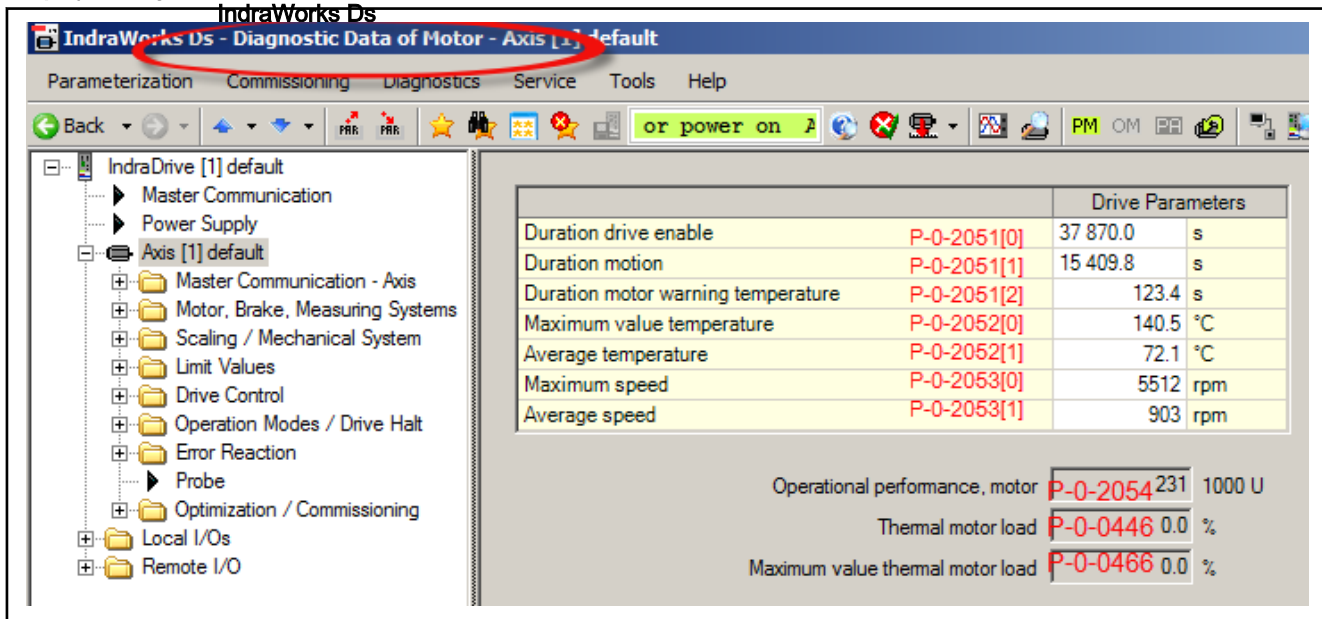 IndraWorks Ds
IndraWorks Ds - Diagnostic Data of Motor - Axis [1] default
Parameterization Commissioning Diagnostics Service Tools Help
Back PAR PAR or power on A PM OM
IndraDrive [1] default
Master Communication
Power Supply
Axis [1] default
Master Communication - Axis
Motor, Brake, Measuring Systems
Scaling / Mechanical System
Limit Values
Drive Control
Operation Modes / Drive Halt
Error Reaction
Probe
Optimization / Commissioning
Local I/Os
Remote I/O
Drive Parameters
Duration drive enable P-0-2051[0] 37 870.0 s
Duration motion P-0-2051[1] 15 409.8 s
Duration motor warning temperature P-0-2051[2] 123.4 s
Maximum value temperature P-0-2052[0] 140.5 °C
Average temperature P-0-2052[1] 72.1 °C
Maximum speed P-0-2053[0] 5512 rpm
Average speed P-0-2053[1] 903 rpm
Operational performance, motor P-0-2054 231 1000 U
Thermal motor load P-0-0446 0.0 %
Maximum value thermal motor load P-0-0466 0.0 %